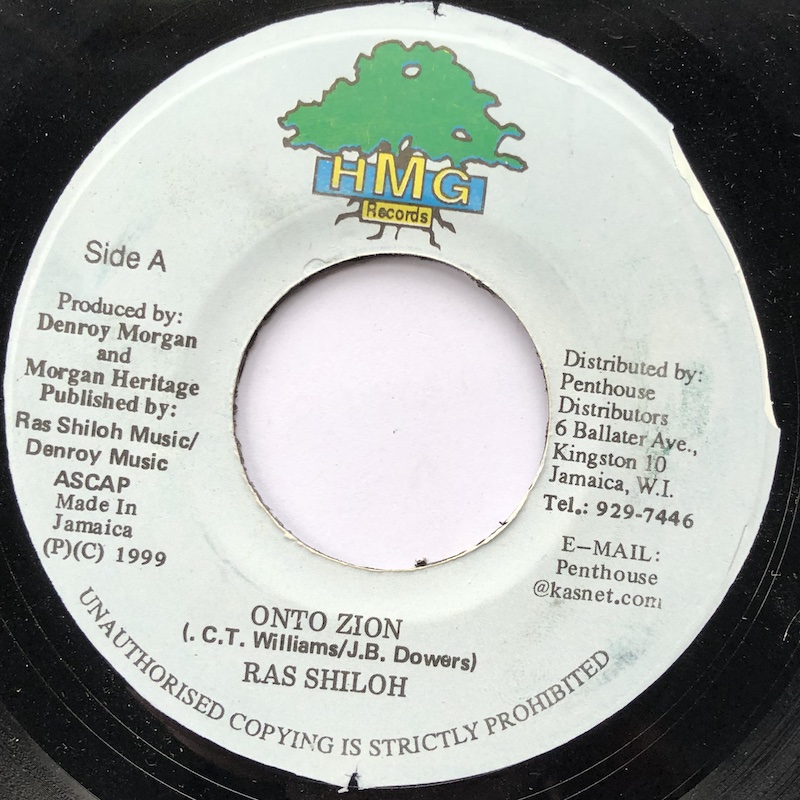 HMG
Records
Side A
Produced by:
Denroy Morgan
and
Morgan Heritage
Published by:
Ras Shiloh Music/
Denroy Music
ASCAP
Made In
Jamaica
(P)(C) 1999
Distributed by:
Penthouse
Distributors
6 Ballater Ave.,
Kingston 10
Jamaica, W.I.
Tel.: 929-7446
E-MAIL:
Penthouse
@kasnet.com
ONTO ZION
(. C.T. Williams/J.B. Dowers)
RAS SHILOH
UNAUTHORISED COPYING IS STRICTLY PROHIBITED